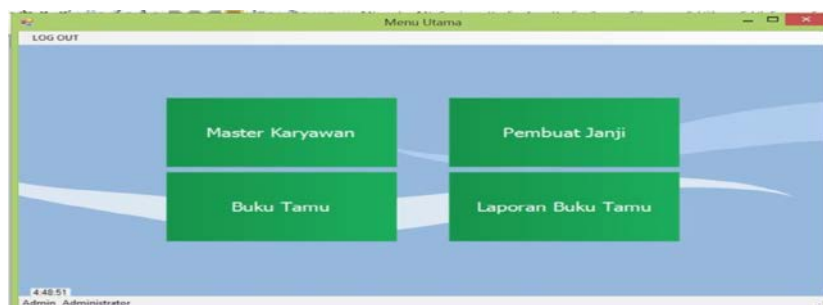 Menu Utama
LOG OUT
Master Karyawan
Pembuat Janji
Buku Tamu
Laporan Buku Tamu
4:48:51
Admin Administrator